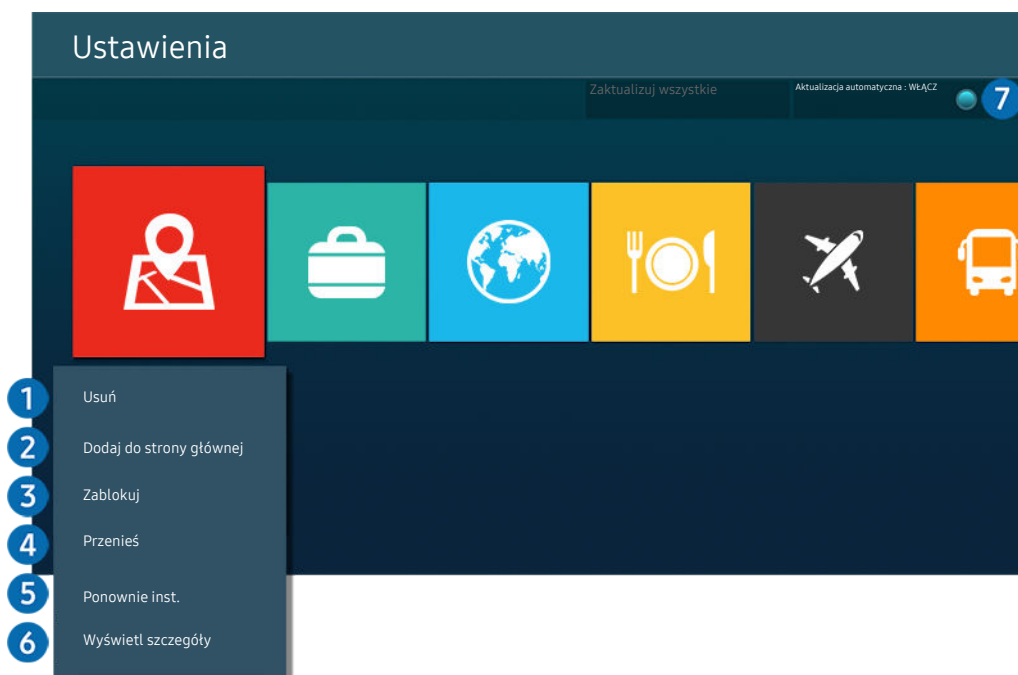 Ustawienia
Zaktualizuj wszystkie
Aktualizacja automatyczna : WŁĄCZ
7
1 Usuń
2 Dodaj do strony głównej
3 Zablokuj
4 Przenieś
5 Ponownie inst.
6 Wyświetl szczegóły